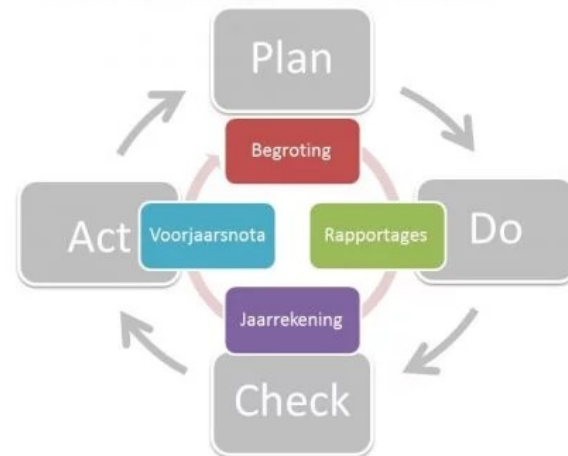 Plan
Begroting
Act
Voorjaarsnota
Rapportages
Do
Jaarrekening
Check